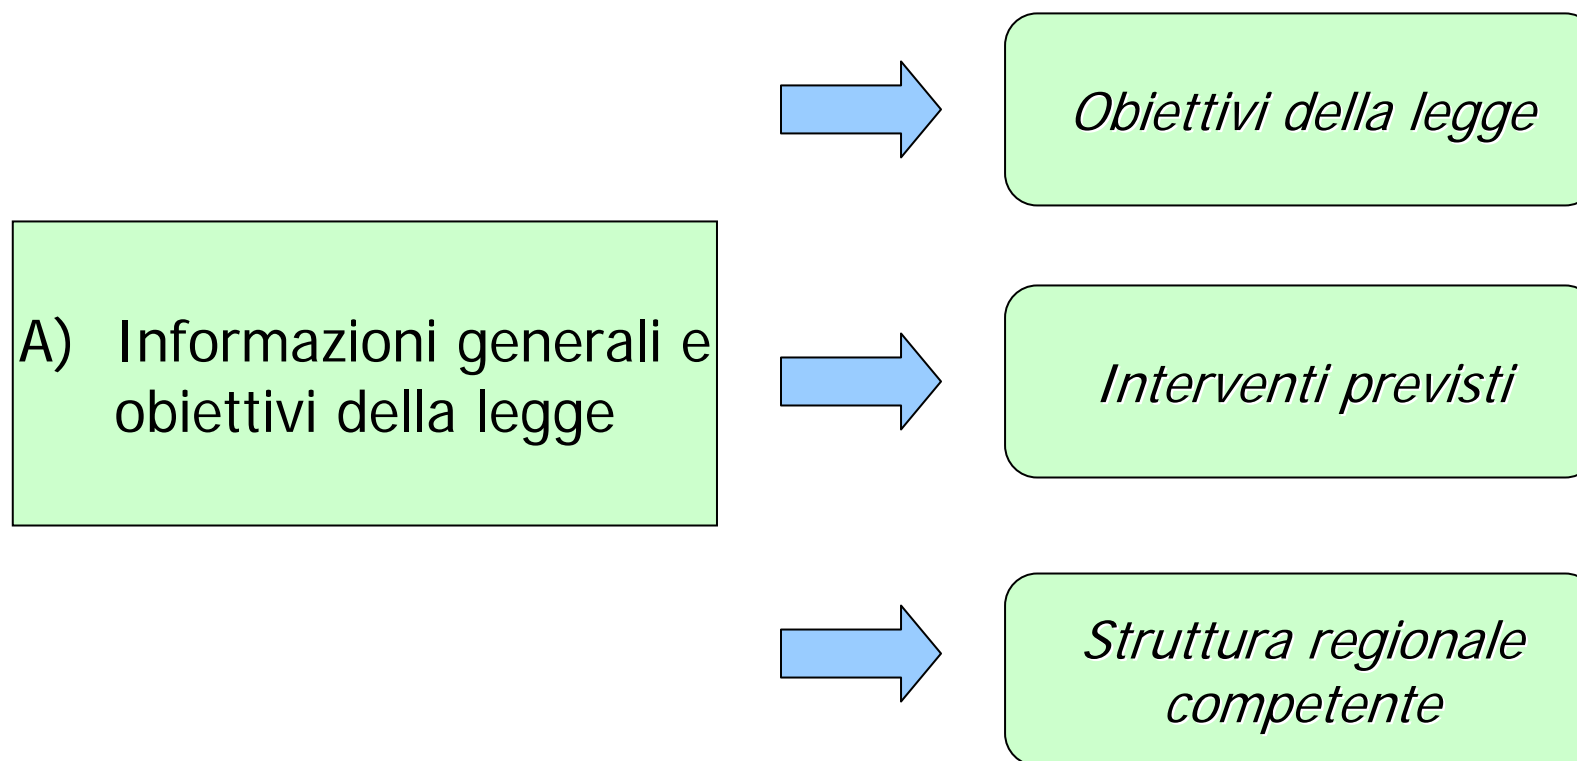 A) Informazioni generali e
obiettivi della legge
Obiettivi della legge
Interventi previsti
Struttura regionale
competente